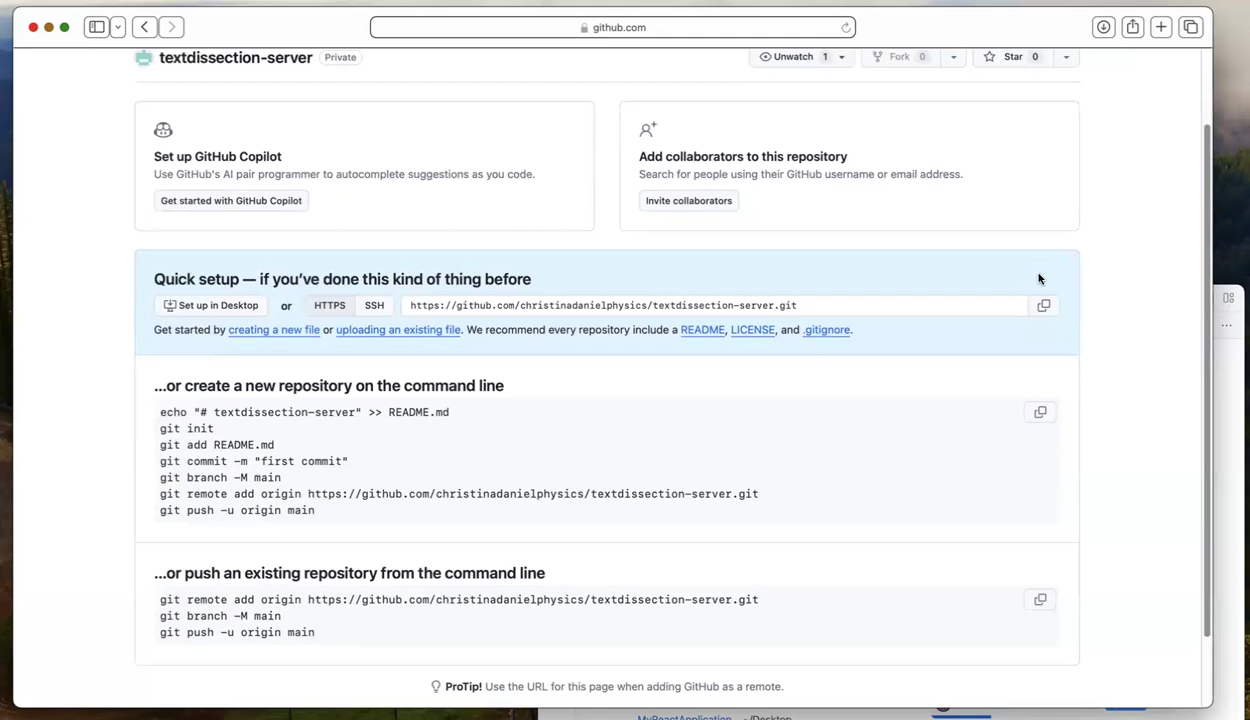 github.com
textdissection-server Private
Unwatch 1
Fork 0
Star 0
Set up GitHub Copilot
Use GitHub's AI pair programmer to autocomplete suggestions as you code.
Get started with GitHub Copilot
Add collaborators to this repository
Search for people using their GitHub username or email address.
Invite collaborators
Quick setup — if you've done this kind of thing before
Set up in Desktop or HTTPS SSH https://github.com/christinadanielphysics/textdissection-server.git
Get started by creating a new file or uploading an existing file. We recommend every repository include a README, LICENSE, and .gitignore.
...or create a new repository on the command line
echo "# textdissection-server" >> README.md
git init
git add README.md
git commit -m "first commit"
git branch -M main
git remote add origin https://github.com/christinadanielphysics/textdissection-server.git
git push -u origin main
...or push an existing repository from the command line
git remote add origin https://github.com/christinadanielphysics/textdissection-server.git
git branch -M main
git push -u origin main
ProTip! Use the URL for this page when adding GitHub as a remote.
MyReactApplication ~/Desktop